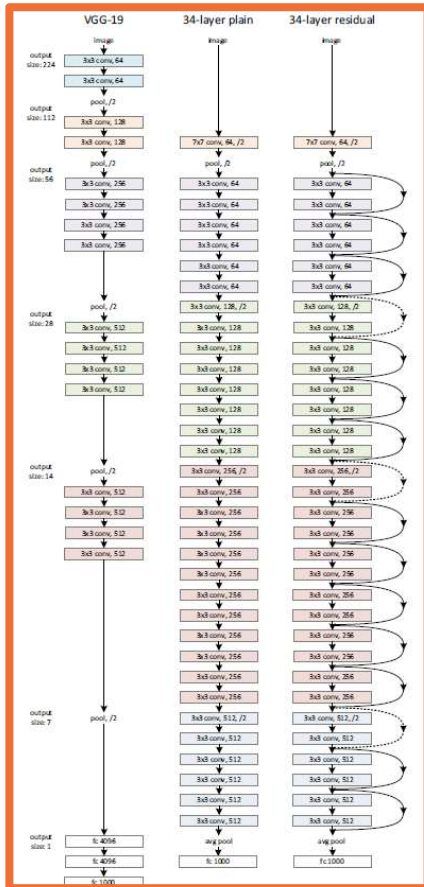 VGG-19
image
output
size: 224
3x3 conv, 64
3x3 conv, 64
pool, /2
output
size: 112
3x3 conv, 128
3x3 conv, 128
pool, /2
output
size: 56
3x3 conv, 256
3x3 conv, 256
3x3 conv, 256
3x3 conv, 256
pool, /2
output
size: 28
3x3 conv, 512
3x3 conv, 512
3x3 conv, 512
3x3 conv, 512
pool, /2
output
size: 14
3x3 conv, 512
3x3 conv, 512
3x3 conv, 512
3x3 conv, 512
output
size: 7
pool, /2
output
size: 1
fc 4096
fc 4096
fc 1000
34-layer plain
image
7x7 conv, 64, /2
pool, /2
3x3 conv, 64
3x3 conv, 64
3x3 conv, 64
3x3 conv, 64
3x3 conv, 64
3x3 conv, 64
3x3 conv, 128, /2
3x3 conv, 128
3x3 conv, 128
3x3 conv, 128
3x3 conv, 128
3x3 conv, 128
3x3 conv, 128
3x3 conv, 128
3x3 conv, 256, /2
3x3 conv, 256
3x3 conv, 256
3x3 conv, 256
3x3 conv, 256
3x3 conv, 256
3x3 conv, 256
3x3 conv, 256
3x3 conv, 256
3x3 conv, 256
3x3 conv, 256
3x3 conv, 256
3x3 conv, 512, /2
3x3 conv, 512
3x3 conv, 512
3x3 conv, 512
3x3 conv, 512
3x3 conv, 512
avg pool
fc 1000
34-layer residual
image
7x7 conv, 64, /2
pool, /2
3x3 conv, 64
3x3 conv, 64
3x3 conv, 64
3x3 conv, 64
3x3 conv, 64
3x3 conv, 64
3x3 conv, 128, /2
3x3 conv, 128
3x3 conv, 128
3x3 conv, 128
3x3 conv, 128
3x3 conv, 128
3x3 conv, 128
3x3 conv, 128
3x3 conv, 256, /2
3x3 conv, 256
3x3 conv, 256
3x3 conv, 256
3x3 conv, 256
3x3 conv, 256
3x3 conv, 256
3x3 conv, 256
3x3 conv, 256
3x3 conv, 256
3x3 conv, 256
3x3 conv, 256
3x3 conv, 512, /2
3x3 conv, 512
3x3 conv, 512
3x3 conv, 512
3x3 conv, 512
3x3 conv, 512
avg pool
fc 1000